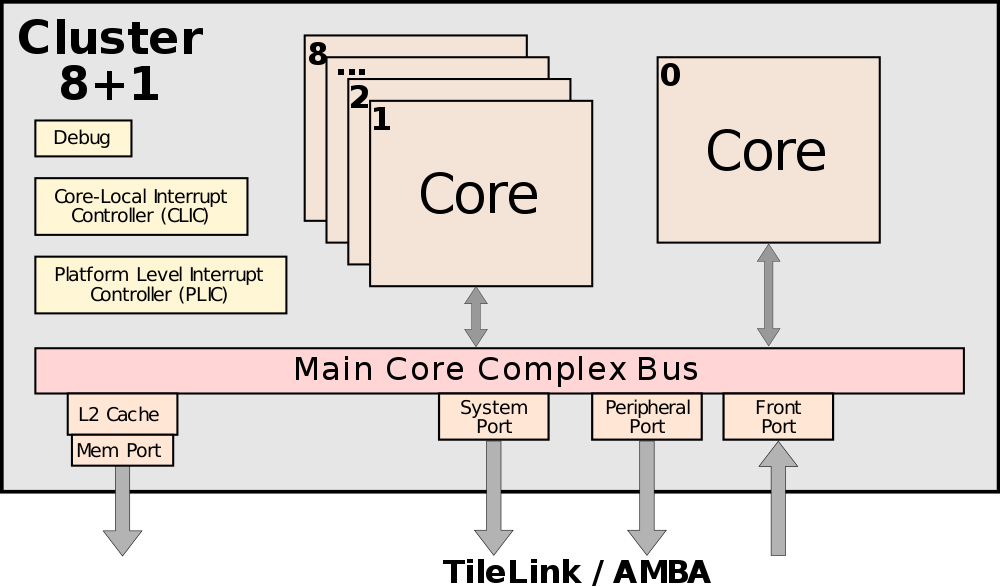 Cluster
8+1
Debug
Core-Local Interrupt
Controller (CLIC)
Platform Level Interrupt
Controller (PLIC)
8
...
2
1
Core
0
Core
Main Core Complex Bus
L2 Cache
Mem Port
System
Port
Peripheral
Port
Front
Port
TileLink / AMBA